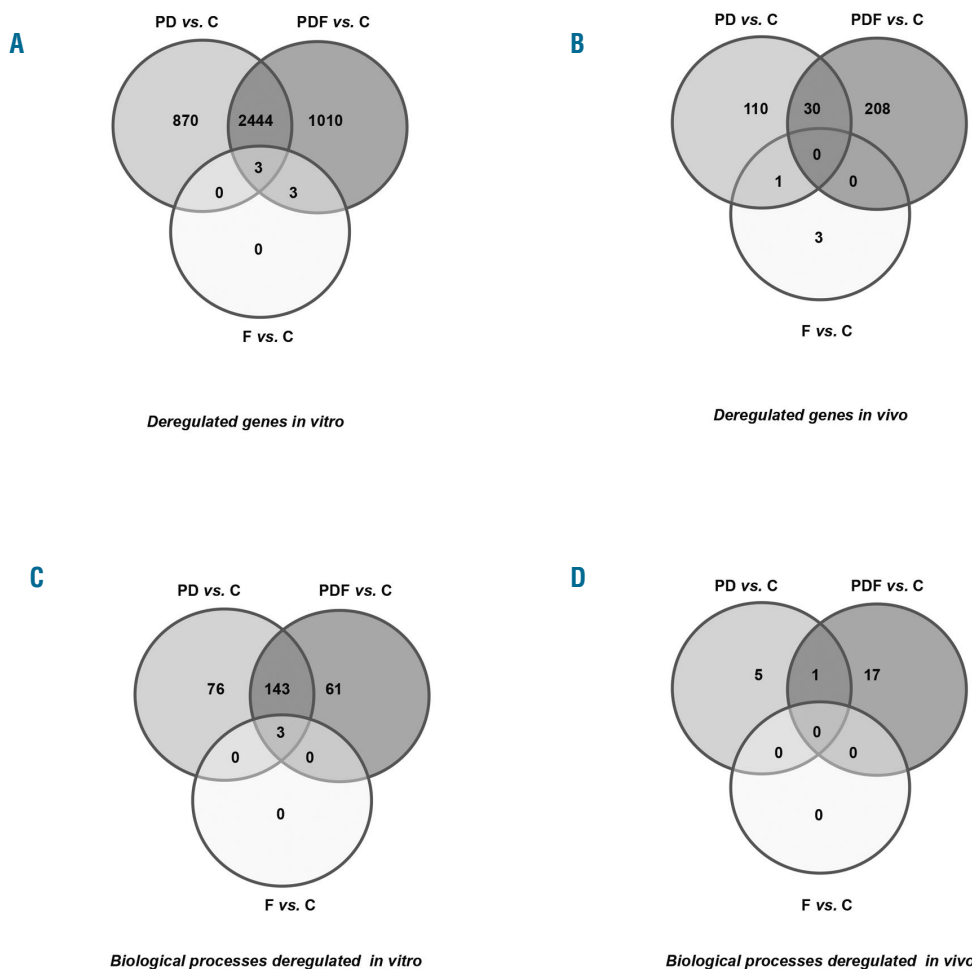 A
PD vs. C
PDF vs. C
870
2444
1010
3
0
3
0
F vs. C
Deregulated genes in vitro
B
PD vs. C
PDF vs. C
110
30
208
0
1
0
3
F vs. C
Deregulated genes in vivo
C
PD vs. C
PDF vs. C
76
143
61
3
0
0
0
F vs. C
Biological processes deregulated in vitro
D
PD vs. C
PDF vs. C
5
1
17
0
0
0
0
F vs. C
Biological processes deregulated in vivo